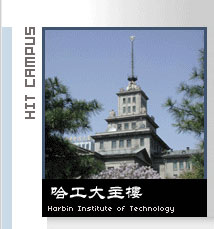 HIT CAMPUS
哈工大主樓
Harbin Institute of Technology